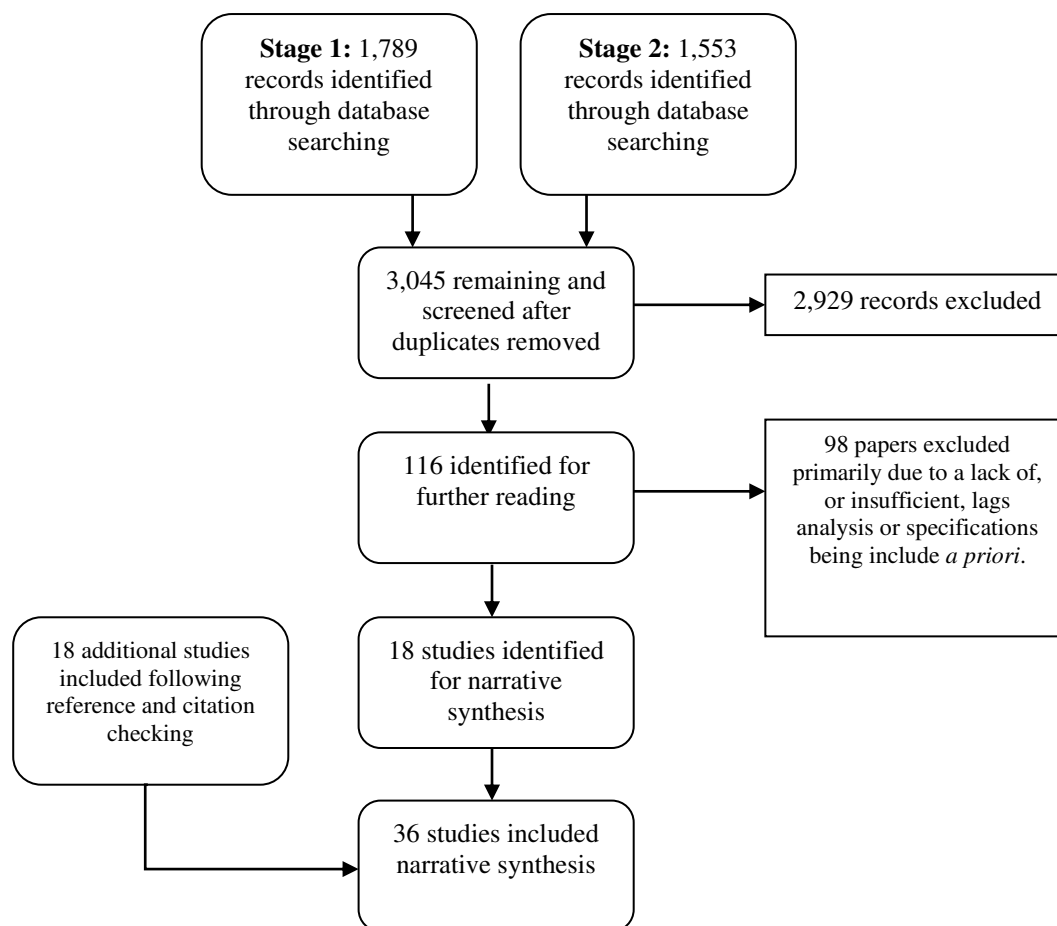 Stage 1: 1,789
records identified
through database
searching
Stage 2: 1,553
records identified
through database
searching
3,045 remaining and
screened after
duplicates removed
2,929 records excluded
116 identified for
further reading
98 papers excluded
primarily due to a lack of,
or insufficient, lags
analysis or specifications
being include a priori.
18 additional studies
included following
reference and citation
checking
18 studies identified
for narrative
synthesis
36 studies included
narrative synthesis